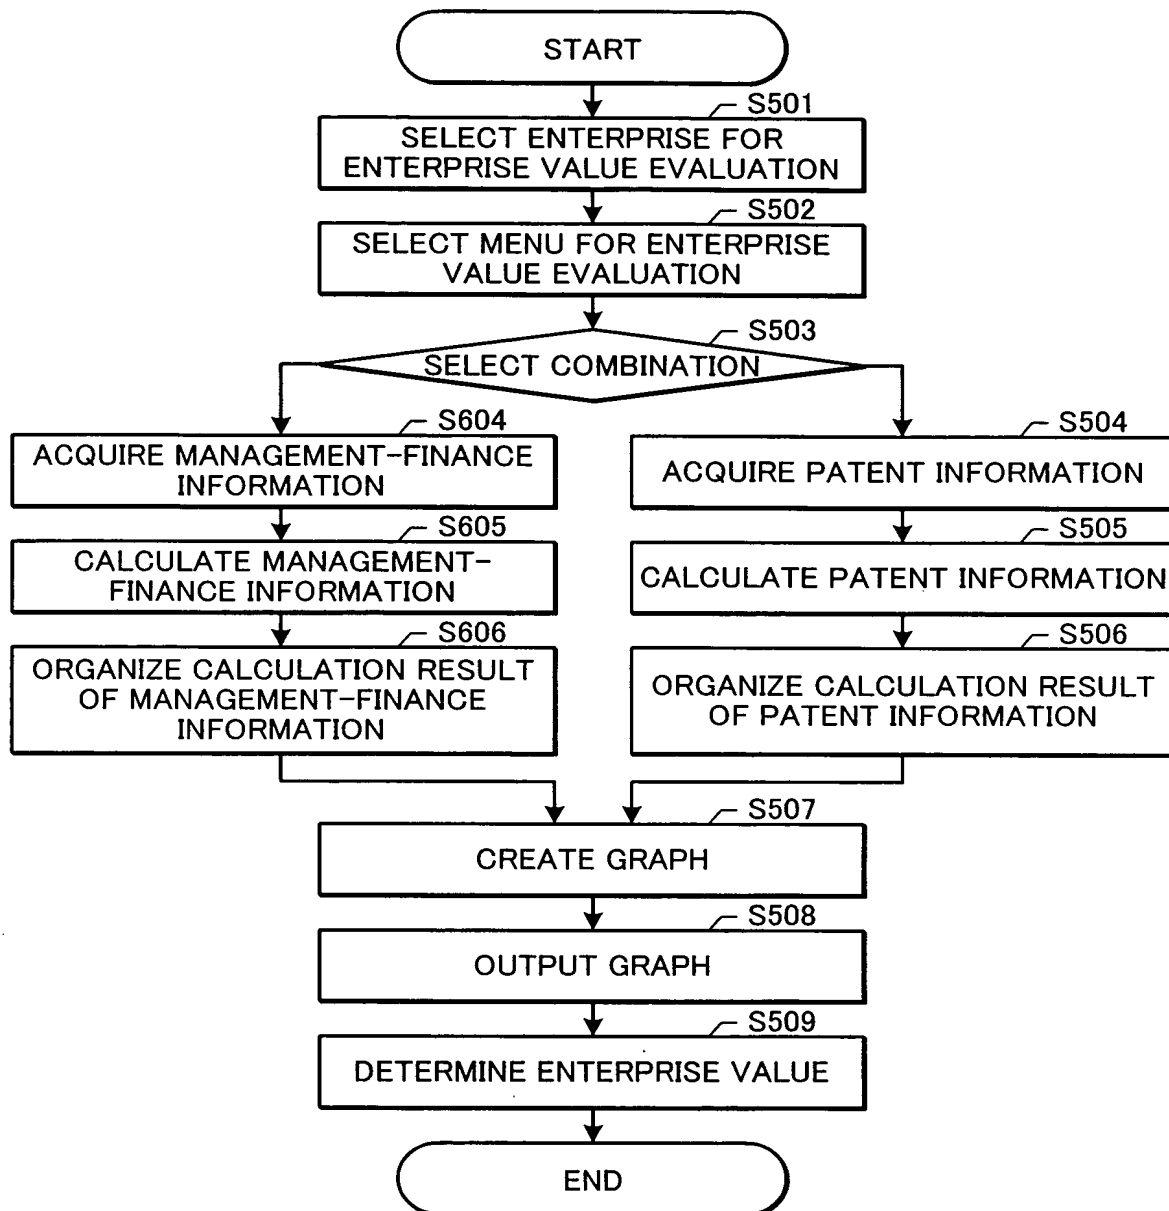 START
S501
SELECT ENTERPRISE FOR
ENTERPRISE VALUE EVALUATION
S502
SELECT MENU FOR ENTERPRISE
VALUE EVALUATION
S503
SELECT COMBINATION
S604
ACQUIRE MANAGEMENT-FINANCE
INFORMATION
S605
CALCULATE MANAGEMENT-
FINANCE INFORMATION
S606
ORGANIZE CALCULATION RESULT
OF MANAGEMENT-FINANCE
INFORMATION
S504
ACQUIRE PATENT INFORMATION
S505
CALCULATE PATENT INFORMATION
S506
ORGANIZE CALCULATION RESULT
OF PATENT INFORMATION
S507
CREATE GRAPH
S508
OUTPUT GRAPH
S509
DETERMINE ENTERPRISE VALUE
END